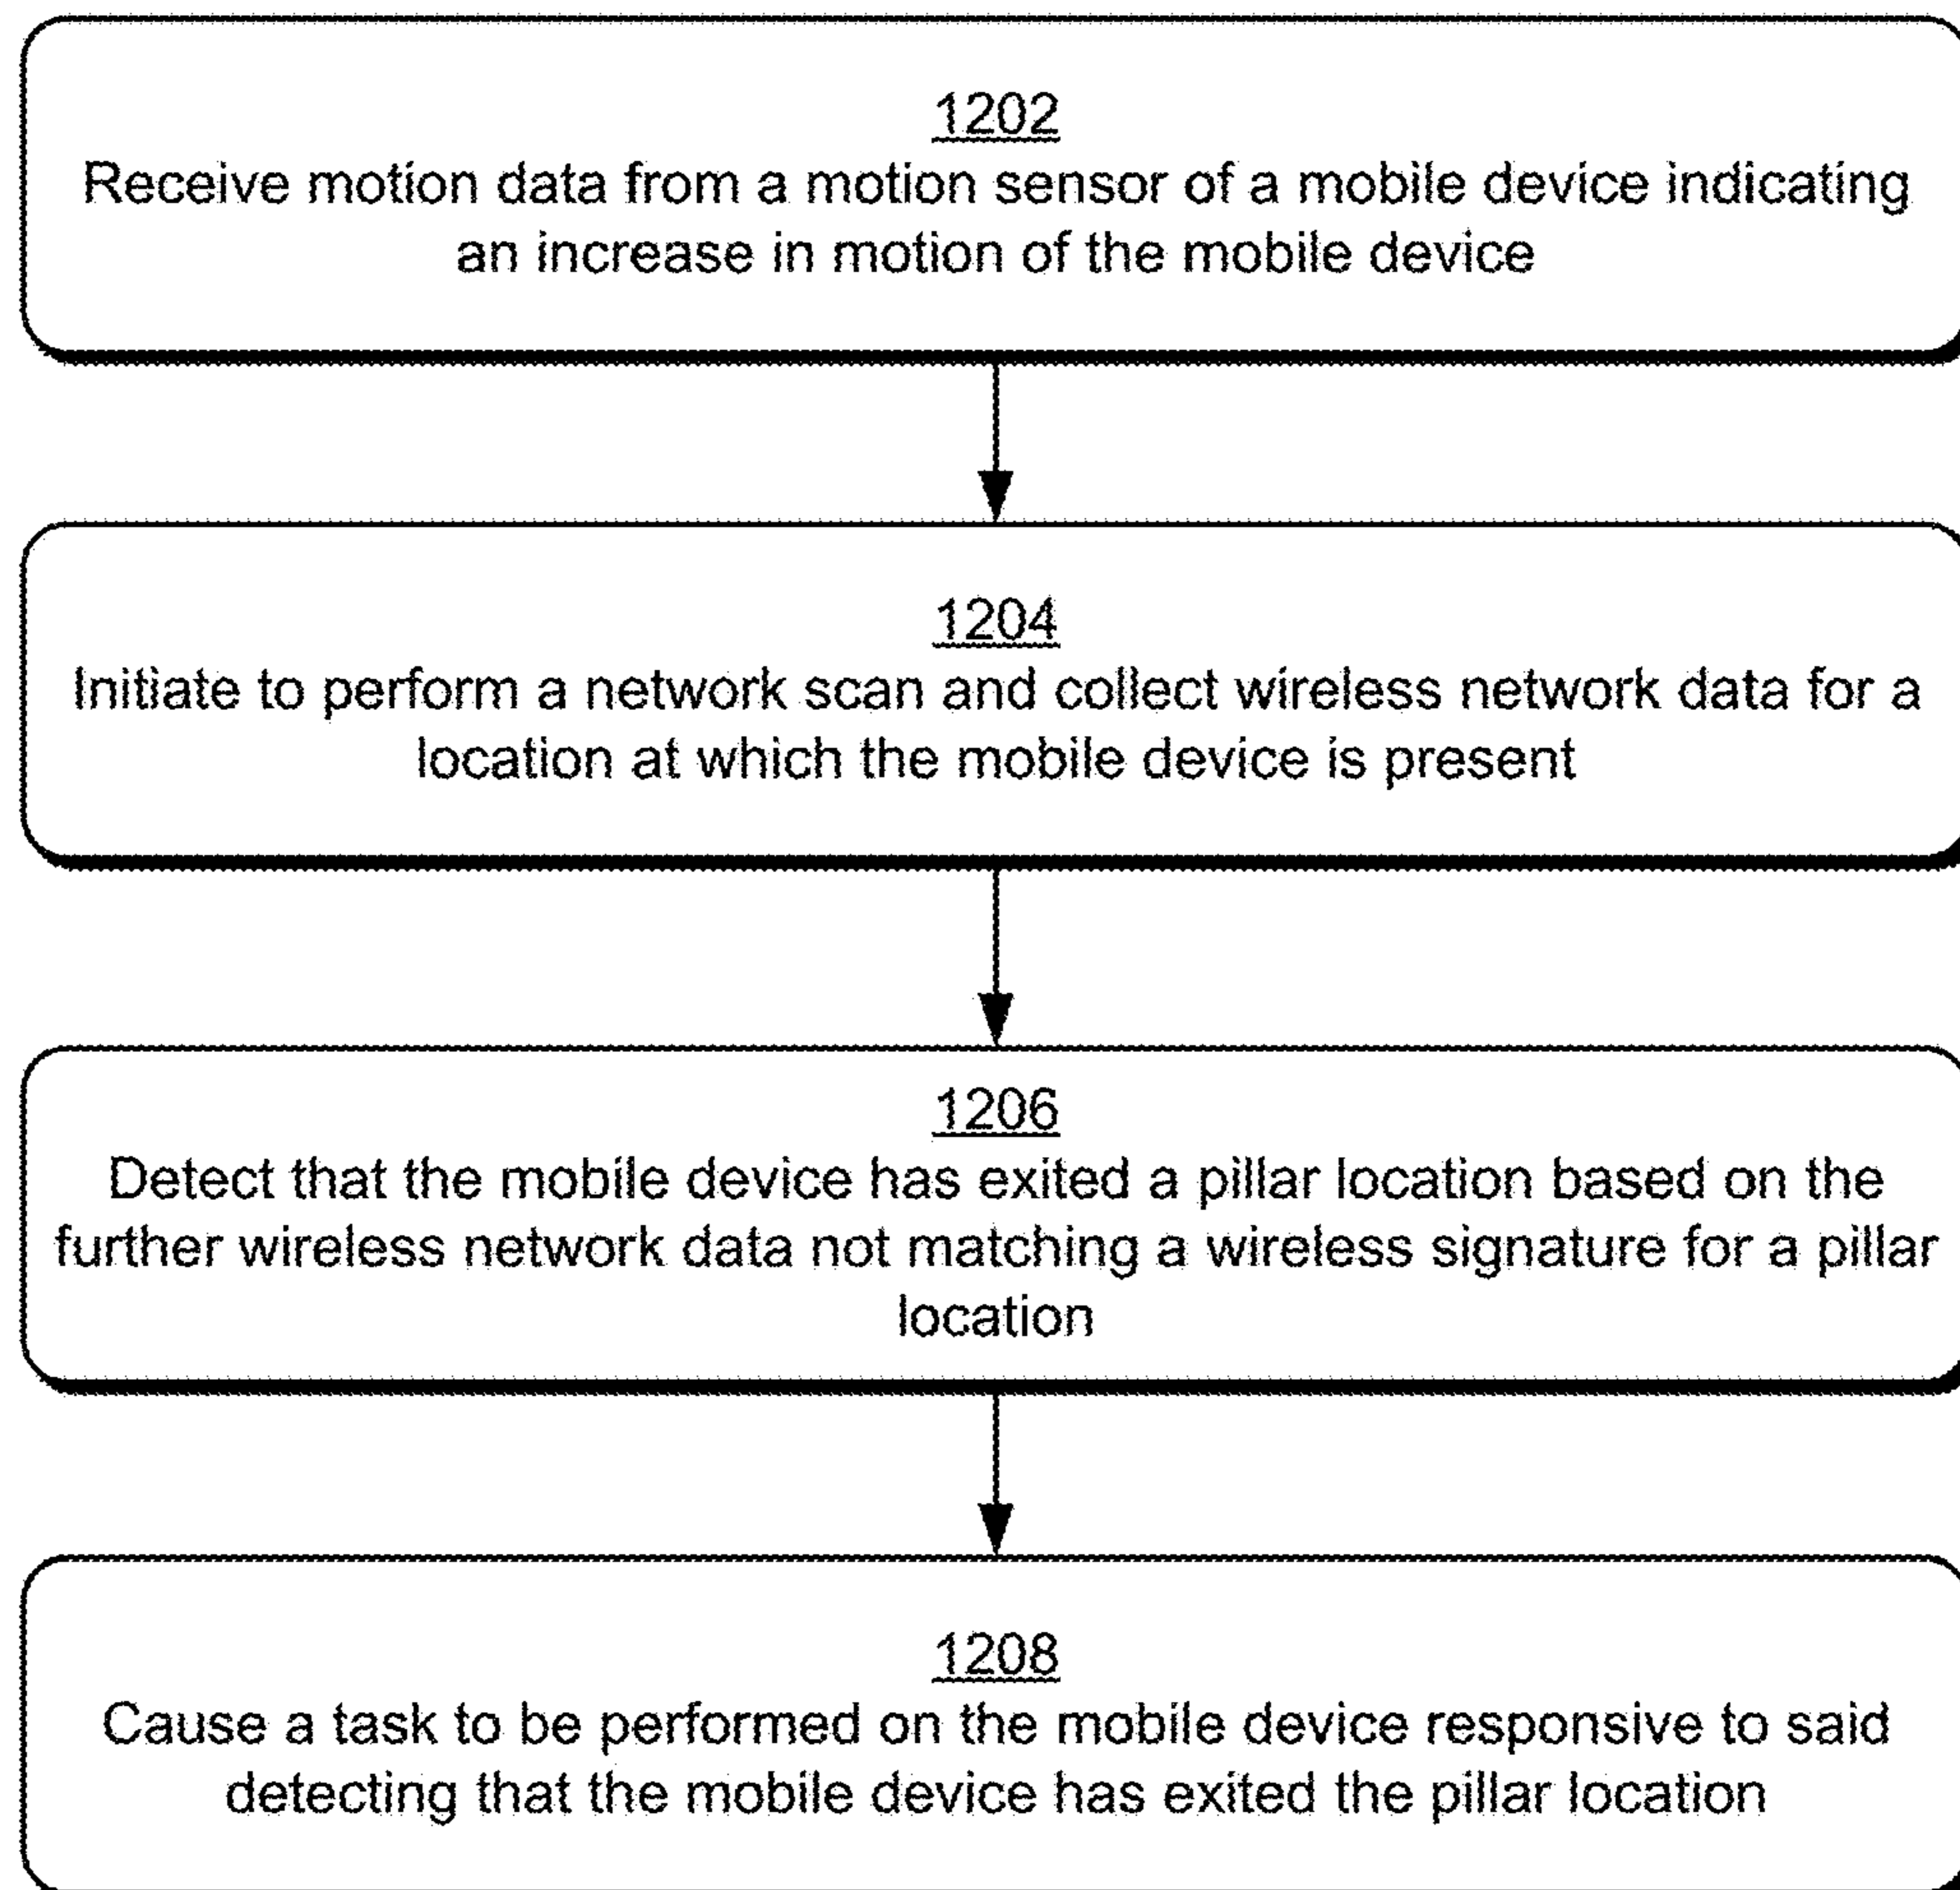 1202
Receive motion data from a motion sensor of a mobile device indicating
an increase in motion of the mobile device
1204
Initiate to perform a network scan and collect wireless network data for a
location at which the mobile device is present
1206
Detect that the mobile device has exited a pillar location based on the
further wireless network data not matching a wireless signature for a pillar
location
1208
Cause a task to be performed on the mobile device responsive to said
detecting that the mobile device has exited the pillar location